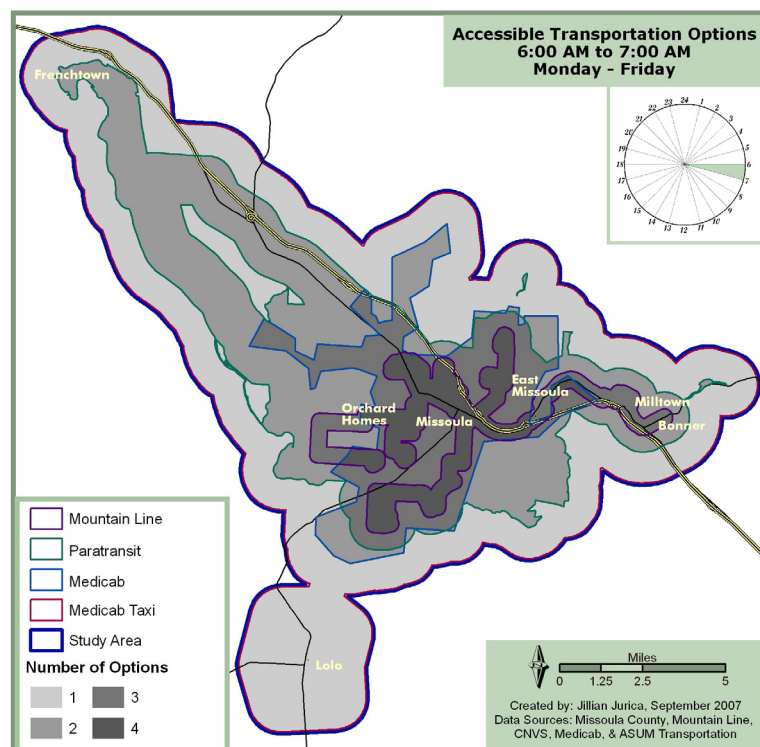 Accessible Transportation Options
6:00 AM to 7:00 AM
Monday - Friday
24
1
2
3
4
5
6
7
8
9
10
11
12
13
14
15
16
17
18
19
20
21
22
23
Frenchtown
East
Missoula
Orchard
Homes
Missoula
Milltown
Bonner
Lolo
Mountain Line
Paratransit
Medicab
Medicab Taxi
Study Area
Number of Options
1
3
2
4
Miles
0
1.25
2.5
5
Created by: Jillian Jurica, September 2007
Data Sources: Missoula County, Mountain Line,
CNVS, Medicab, & ASUM Transportation